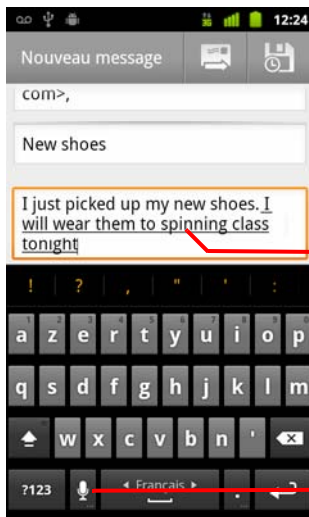 3G 12:24
Nouveau message
com>,
New shoes
I just picked up my new shoes. I
will wear them to spinning class
tonight
! ? , " ' :
a z e r t y u i o p
q s d f g h j k l m
w x c v b n '
?123 Français .